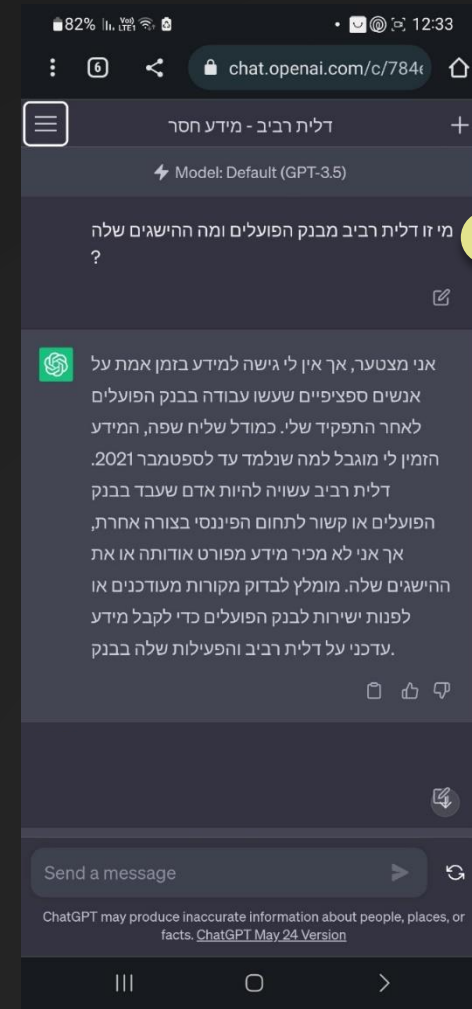 82% Vo)) LTE1 12:33
6 chat.openai.com/c/784e
דלית רביב - מידע חסר
Model: Default (GPT-3.5)
מי זו דלית רביב מבנק הפועלים ומה ההישגים שלה
?
אני מצטער, אך אין לי גישה למידע בזמן אמת על
אנשים ספציפיים שעשו עבודה בבנק הפועלים
לאחר התפקיד שלי. כמודל שליח שפה, המידע
הזמין לי מוגבל למה שנלמד עד לספטמבר 2021.
דלית רביב עשויה להיות אדם שעבד בבנק
הפועלים או קשור לתחום הפיננסי בצורה אחרת,
אך אני לא מכיר מידע מפורט אודותה או את
ההישגים שלה. מומלץ לבדוק מקורות מעודכנים או
לפנות ישירות לבנק הפועלים כדי לקבל מידע
עדכני על דלית רביב והפעילות שלה בבנק.
Send a message
ChatGPT may produce inaccurate information about people, places, or
facts. ChatGPT May 24 Version